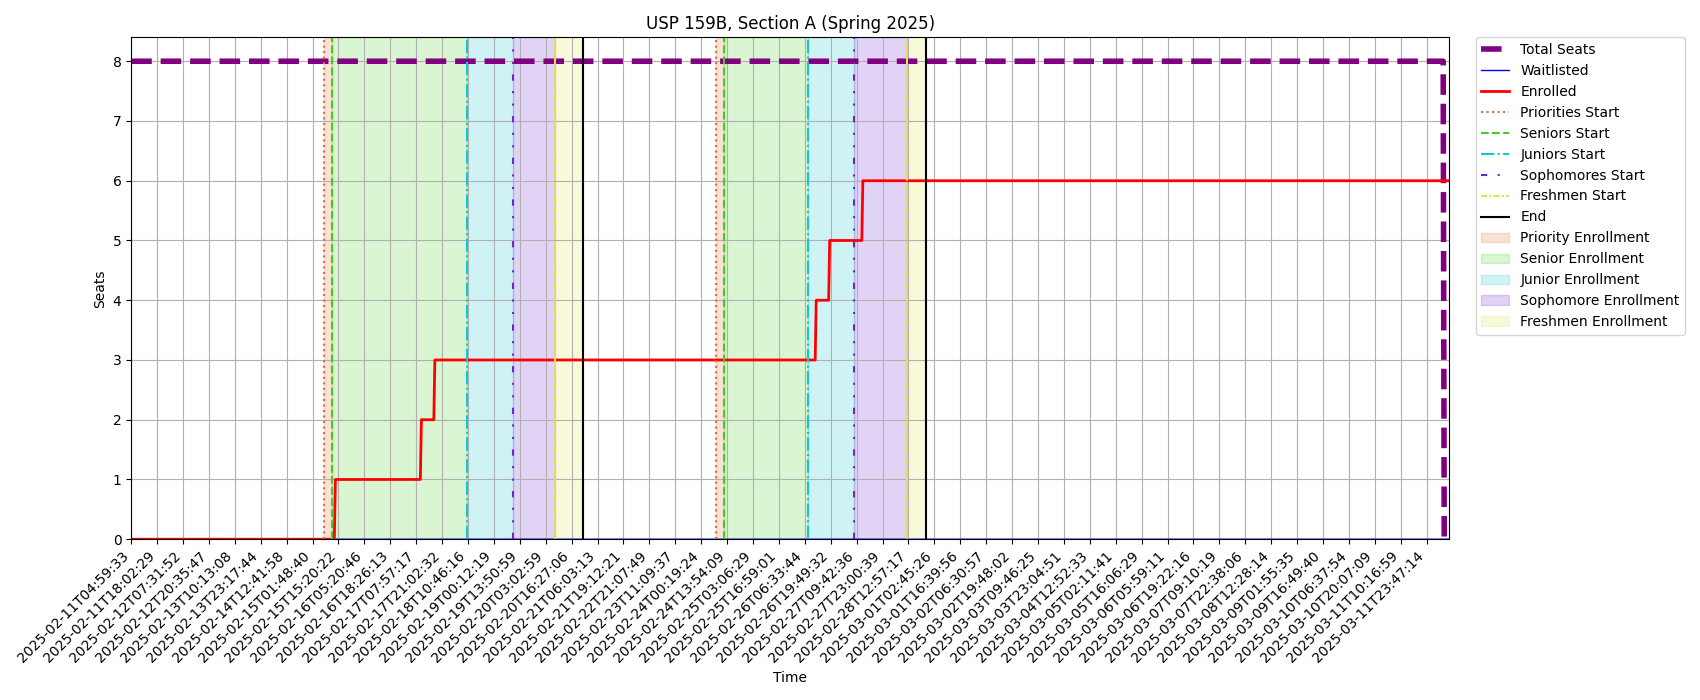 USP 159B, Section A (Spring 2025)
Seats
8
7
6
5
4
3
2
1
0
2025-02-11T04:59:33
2025-02-11T18:02:29
2025-02-12T07:31:52
2025-02-12T20:35:47
2025-02-13T10:13:08
2025-02-13T23:17:44
2025-02-14T12:41:58
2025-02-15T01:48:40
2025-02-15T15:20:22
2025-02-16T05:20:46
2025-02-16T18:26:13
2025-02-17T07:57:17
2025-02-17T21:02:32
2025-02-18T10:46:16
2025-02-19T00:12:19
2025-02-19T13:50:59
2025-02-20T03:02:59
2025-02-20T16:27:06
2025-02-21T06:03:13
2025-02-21T19:12:21
2025-02-22T21:07:49
2025-02-23T11:09:37
2025-02-24T00:19:24
2025-02-24T13:54:09
2025-02-25T03:06:29
2025-02-25T16:59:01
2025-02-26T06:33:44
2025-02-26T19:49:32
2025-02-27T09:42:36
2025-02-27T23:00:39
2025-02-28T12:57:17
2025-03-01T02:45:26
2025-03-01T16:39:56
2025-03-02T06:30:57
2025-03-02T19:48:02
2025-03-03T09:46:25
2025-03-03T23:04:51
2025-03-04T12:52:33
2025-03-05T02:11:41
2025-03-05T16:06:29
2025-03-06T05:59:11
2025-03-06T19:22:16
2025-03-07T09:10:19
2025-03-07T22:38:06
2025-03-08T12:28:14
2025-03-09T01:55:35
2025-03-09T16:49:40
2025-03-10T06:37:54
2025-03-10T20:07:09
2025-03-11T10:16:59
2025-03-11T23:47:14
Time
Total Seats
Waitlisted
Enrolled
Priorities Start
Seniors Start
Juniors Start
Sophomores Start
Freshmen Start
End
Priority Enrollment
Senior Enrollment
Junior Enrollment
Sophomore Enrollment
Freshmen Enrollment